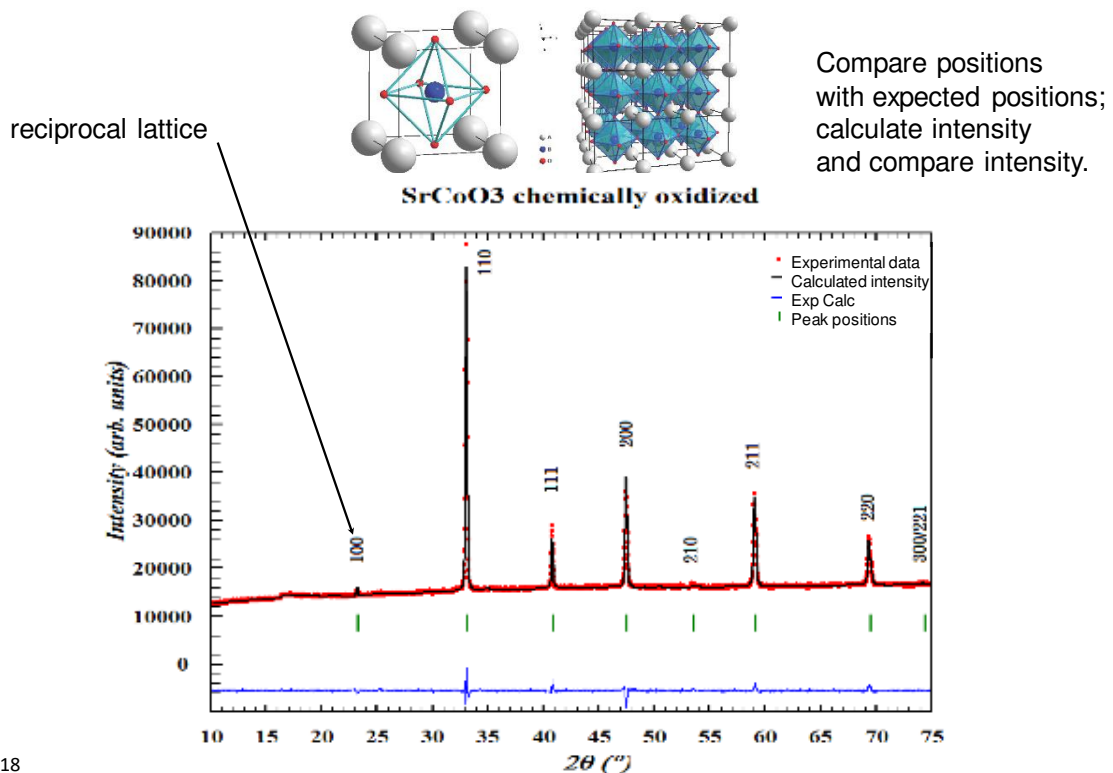 Compare positions
with expected positions;
calculate intensity
and compare intensity.
reciprocal lattice
A
B
O
SrCoO3 chemically oxidized
Intensity (arb. units)
90000
80000
70000
60000
50000
40000
30000
20000
10000
0
Experimental data
Calculated intensity
Exp Calc
Peak positions
100
110
111
200
210
211
220
300/221
10 15 20 25 30 35 40 45 50 55 60 65 70 75
2θ (°)
18